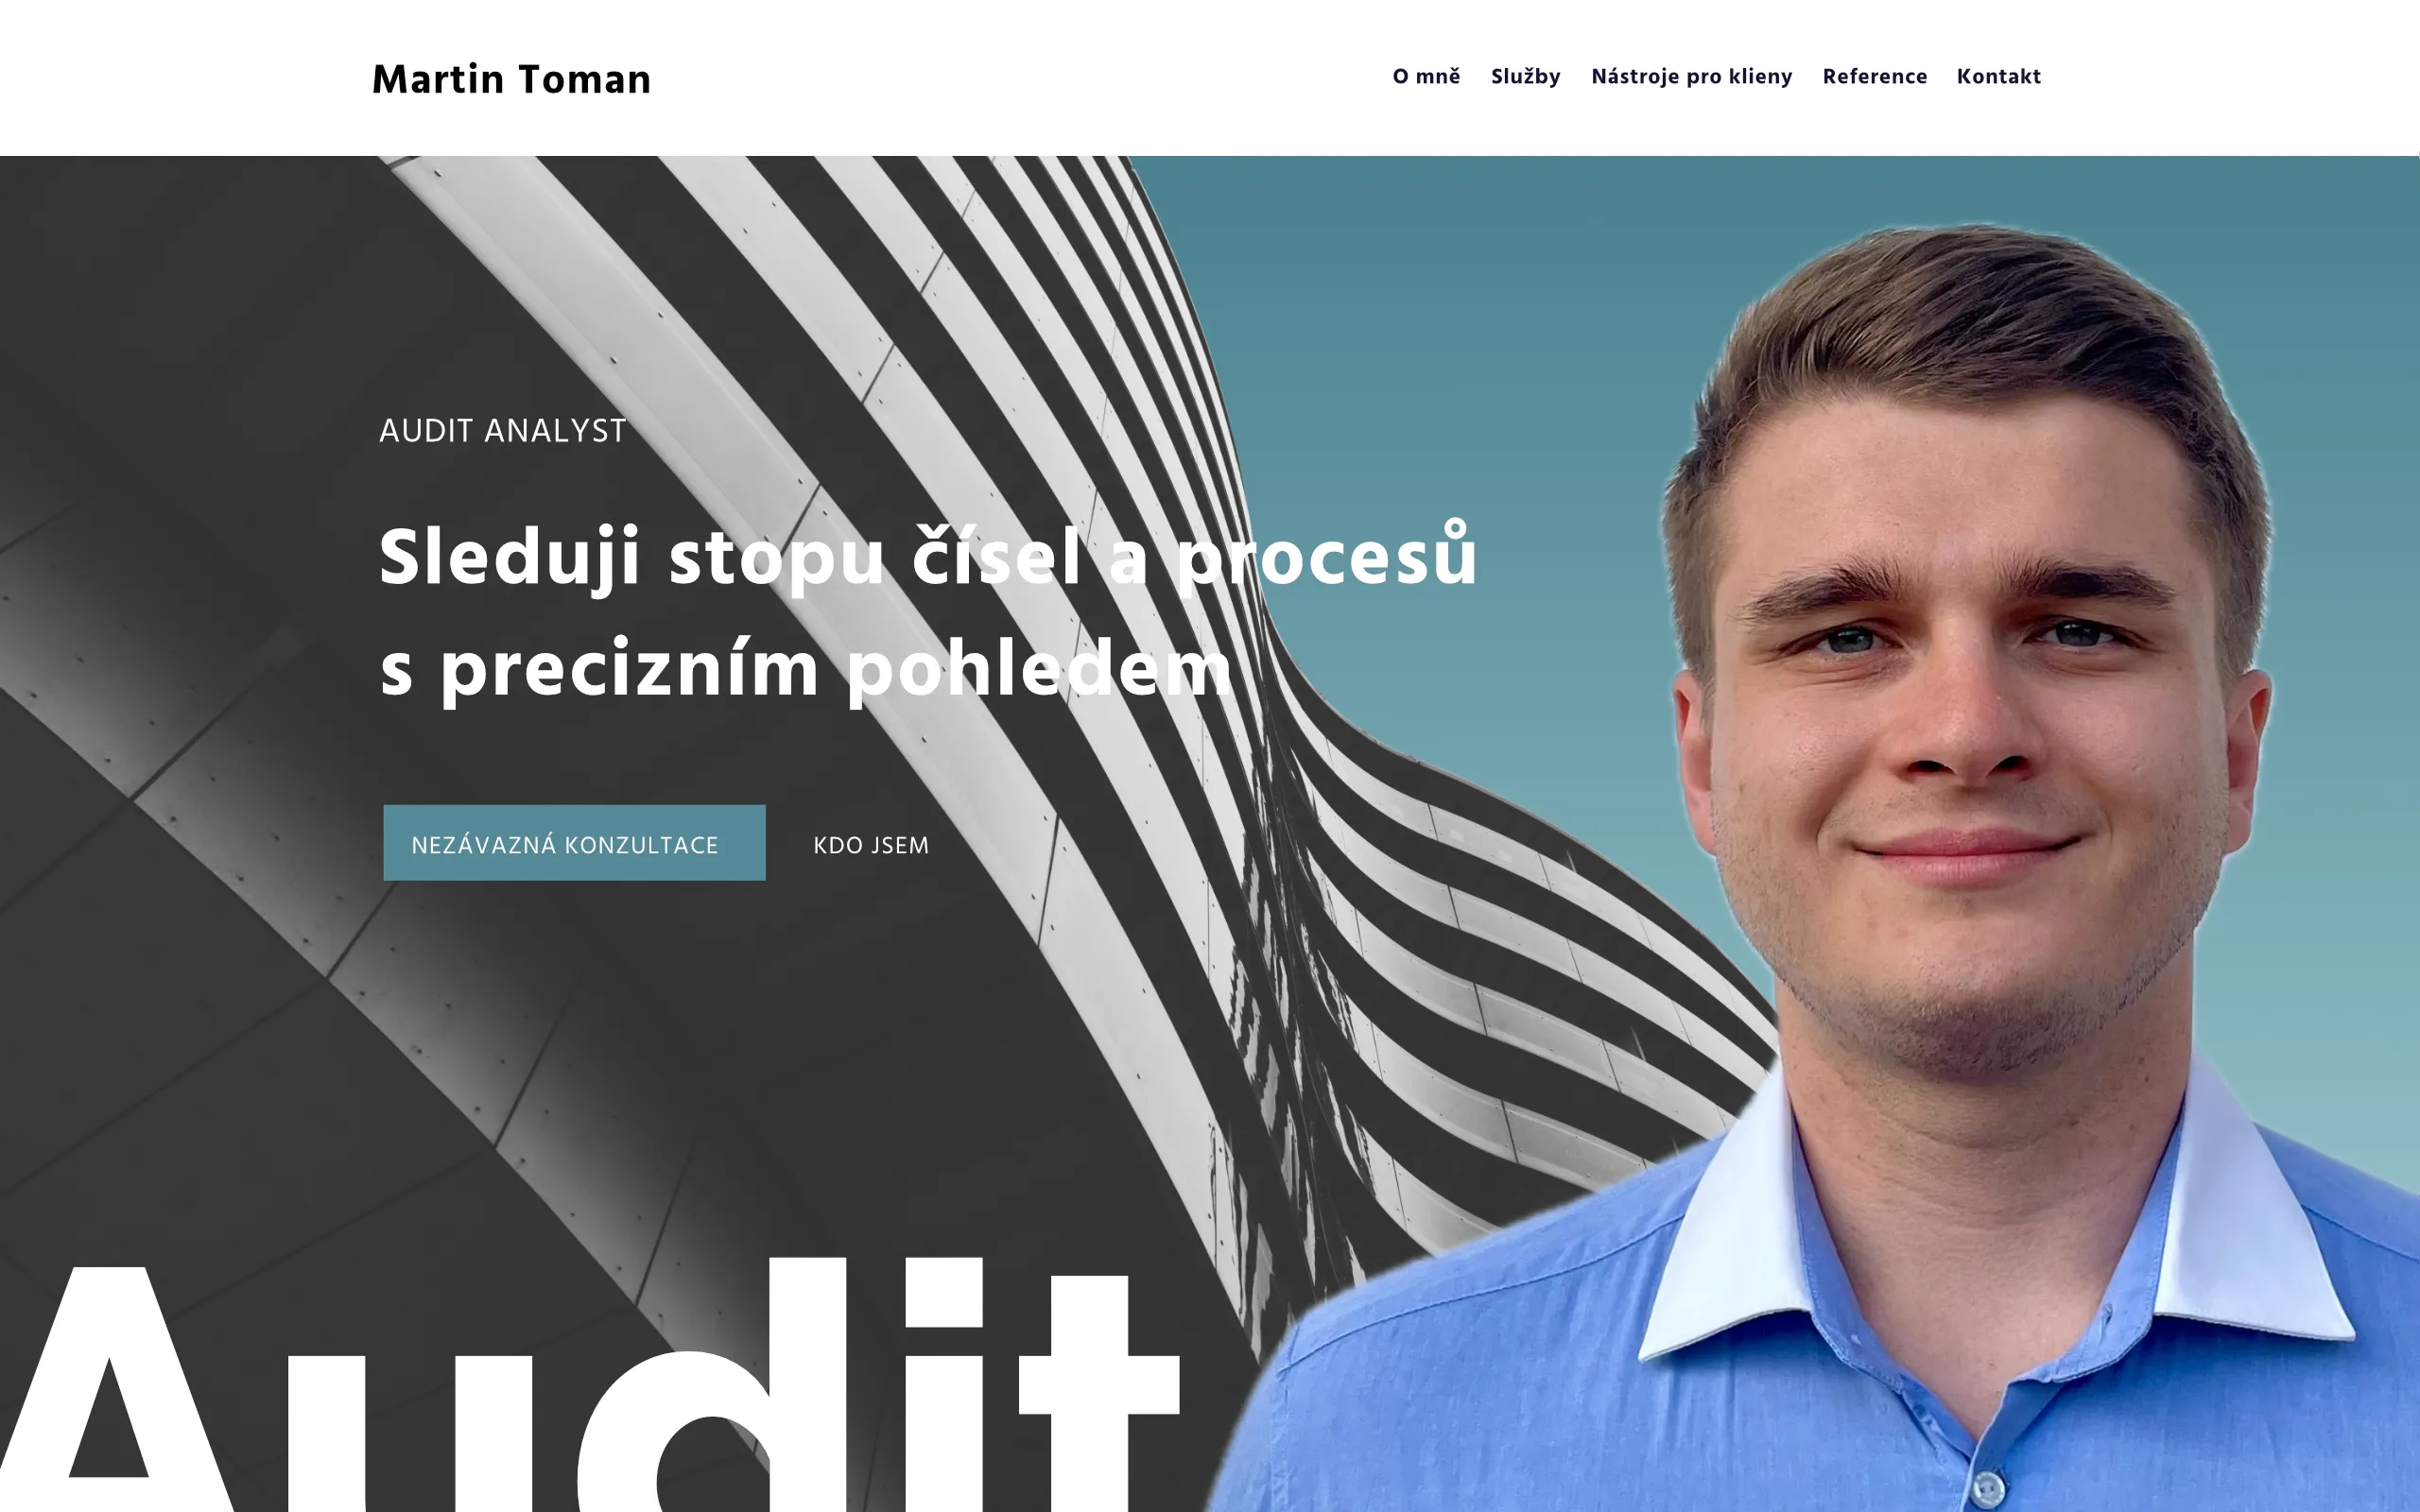 Martin Toman
O mně Služby Nástroje pro klieny Reference Kontakt
AUDIT ANALYST
Sleduji stopu čísel a procesů
s precizním pohledem
NEZÁVAZNÁ KONZULTACE KDO JSEM
Audit